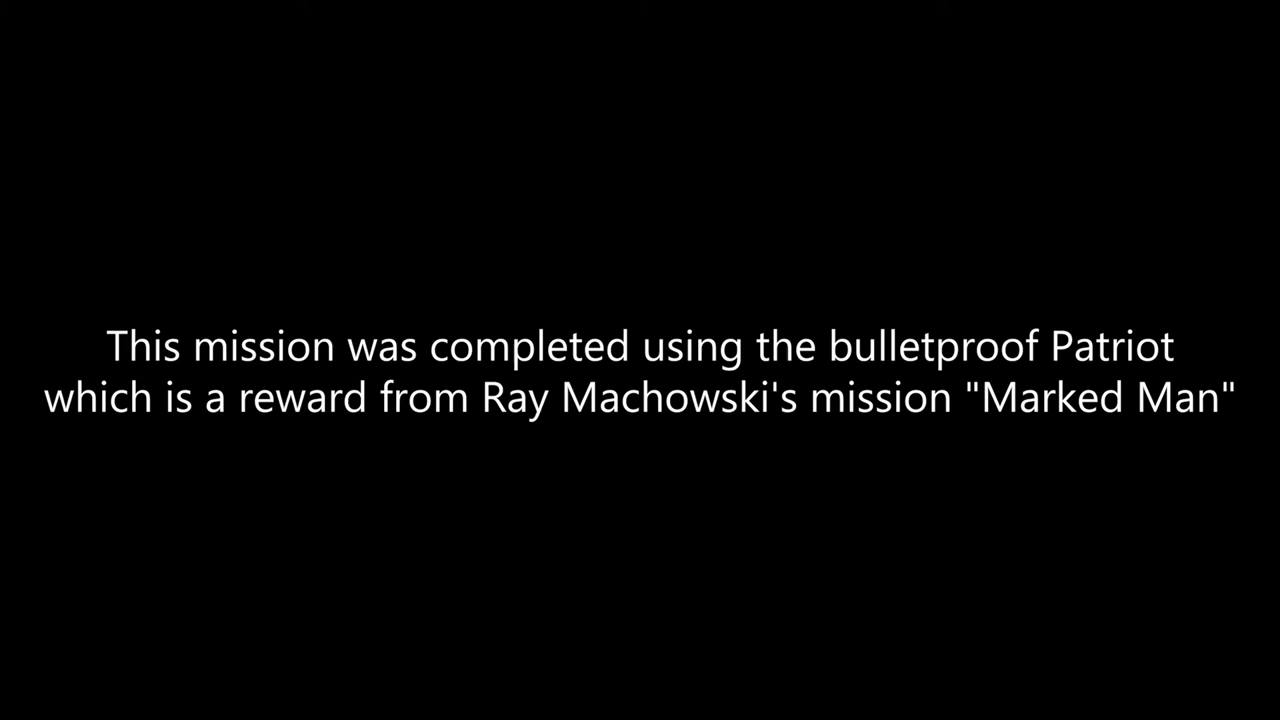 This mission was completed using the bulletproof Patriot
which is a reward from Ray Machowski's mission "Marked Man"